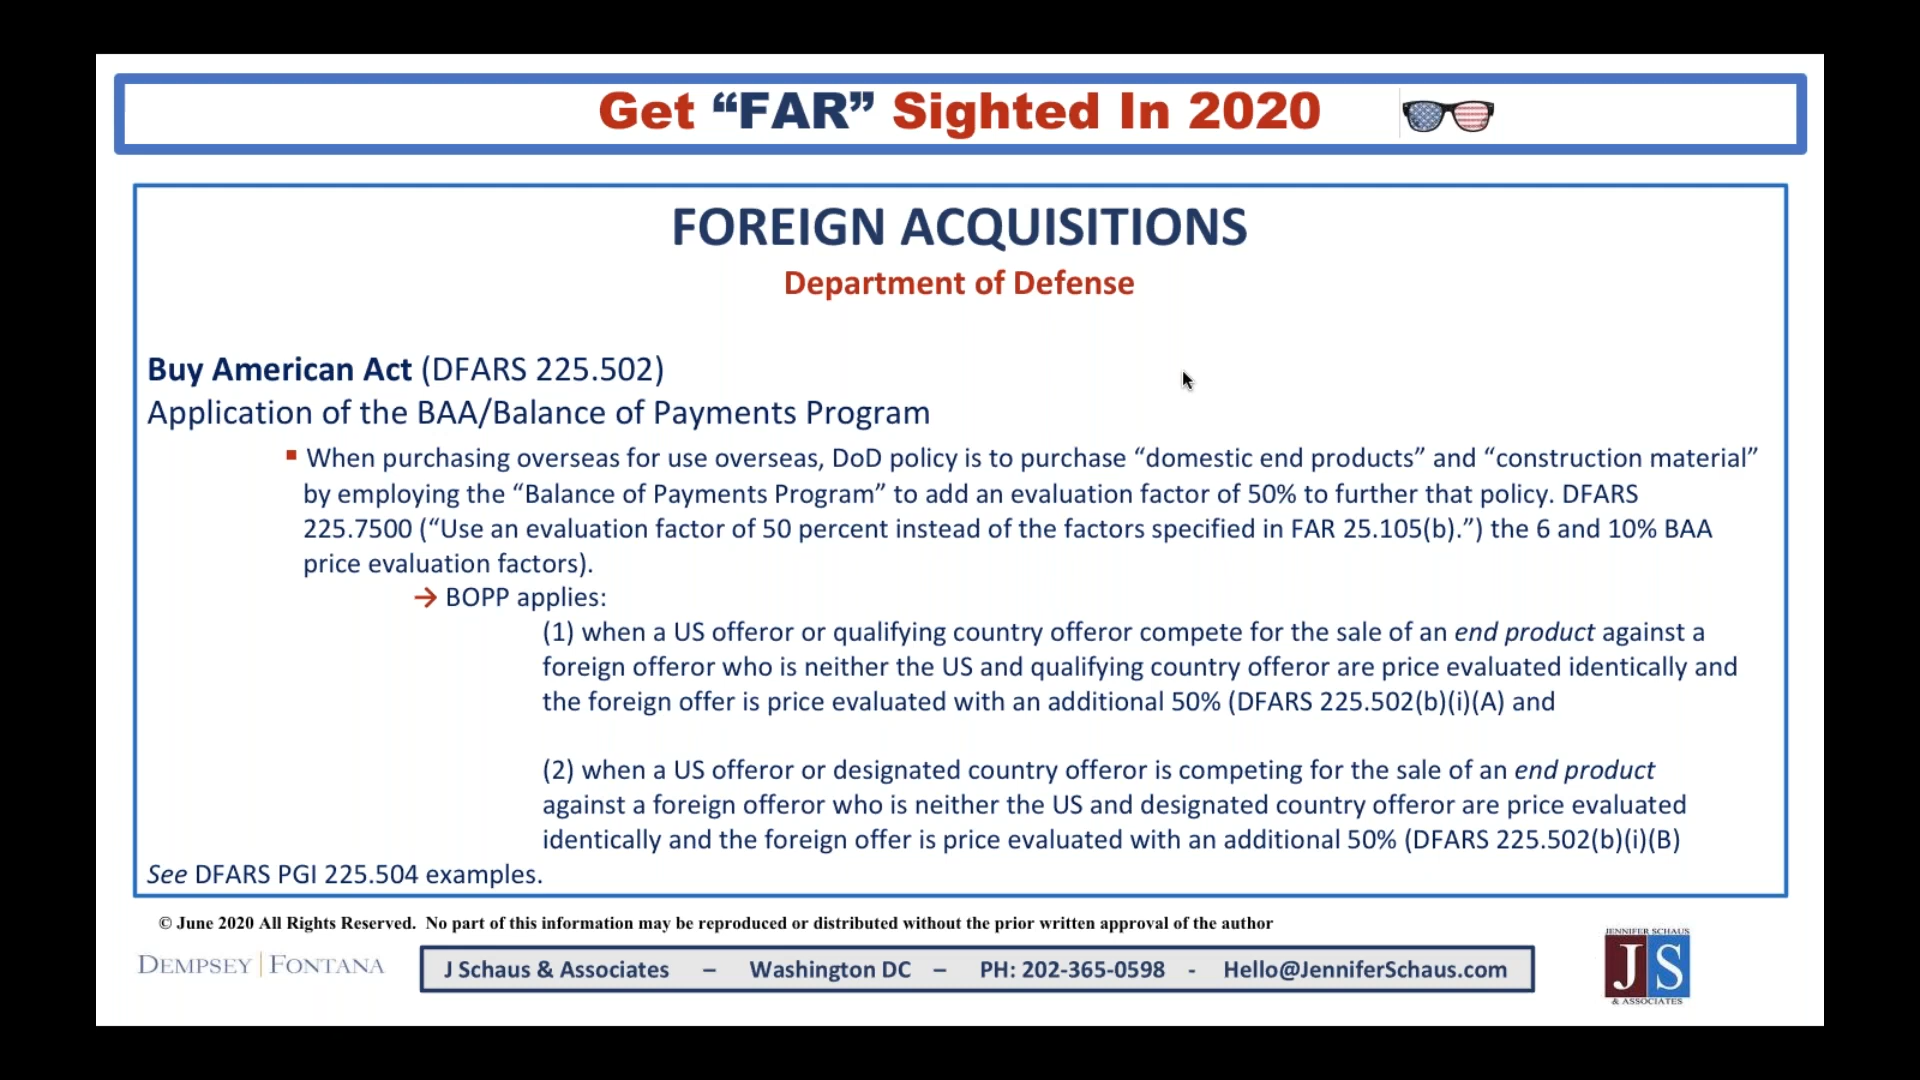 Get “FAR” Sighted In 2020
FOREIGN ACQUISITIONS
Department of Defense
Buy American Act (DFARS 225.502)
Application of the BAA/Balance of Payments Program
▪ When purchasing overseas for use overseas, DoD policy is to purchase “domestic end products” and “construction material”
by employing the “Balance of Payments Program” to add an evaluation factor of 50% to further that policy. DFARS
225.7500 (“Use an evaluation factor of 50 percent instead of the factors specified in FAR 25.105(b).”) the 6 and 10% BAA
price evaluation factors).
→ BOPP applies:
(1) when a US offeror or qualifying country offeror compete for the sale of an end product against a
foreign offeror who is neither the US and qualifying country offeror are price evaluated identically and
the foreign offer is price evaluated with an additional 50% (DFARS 225.502(b)(i)(A) and
(2) when a US offeror or designated country offeror is competing for the sale of an end product
against a foreign offeror who is neither the US and designated country offeror are price evaluated
identically and the foreign offer is price evaluated with an additional 50% (DFARS 225.502(b)(i)(B)
See DFARS PGI 225.504 examples.
© June 2020 All Rights Reserved. No part of this information may be reproduced or distributed without the prior written approval of the author
DEMPSEY | FONTANA
J Schaus & Associates – Washington DC – PH: 202-365-0598 - Hello@JenniferSchaus.com
JENNIFER SCHAUS
JS
& ASSOCIATES